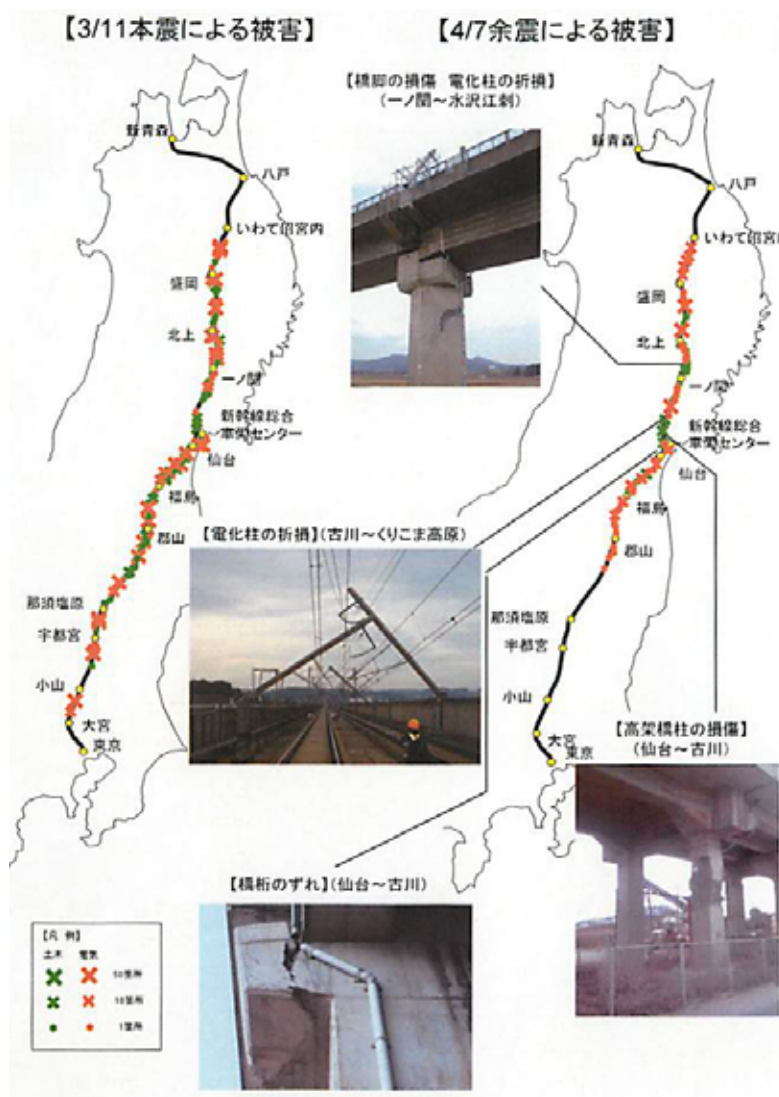 【3/11本震による被害】
【4/7余震による被害】
【橋脚の損傷 電化柱の折損】
(一ノ関～水沢江刺)
新青森
八戸
いわて沼宮内
盛岡
北上
一ノ関
新幹線総合
車両センター
仙台
福島
郡山
那須塩原
宇都宮
小山
大宮
東京
新青森
八戸
いわて沼宮内
盛岡
北上
一ノ関
新幹線総合
車両センター
仙台
福島
郡山
那須塩原
宇都宮
小山
大宮
東京
【電化柱の折損】(古川～くりこま高原)
【高架橋柱の損傷】
(仙台～古川)
【橋桁のずれ】(仙台～古川)
【凡 例】
土木 電気
50箇所
10箇所
1箇所